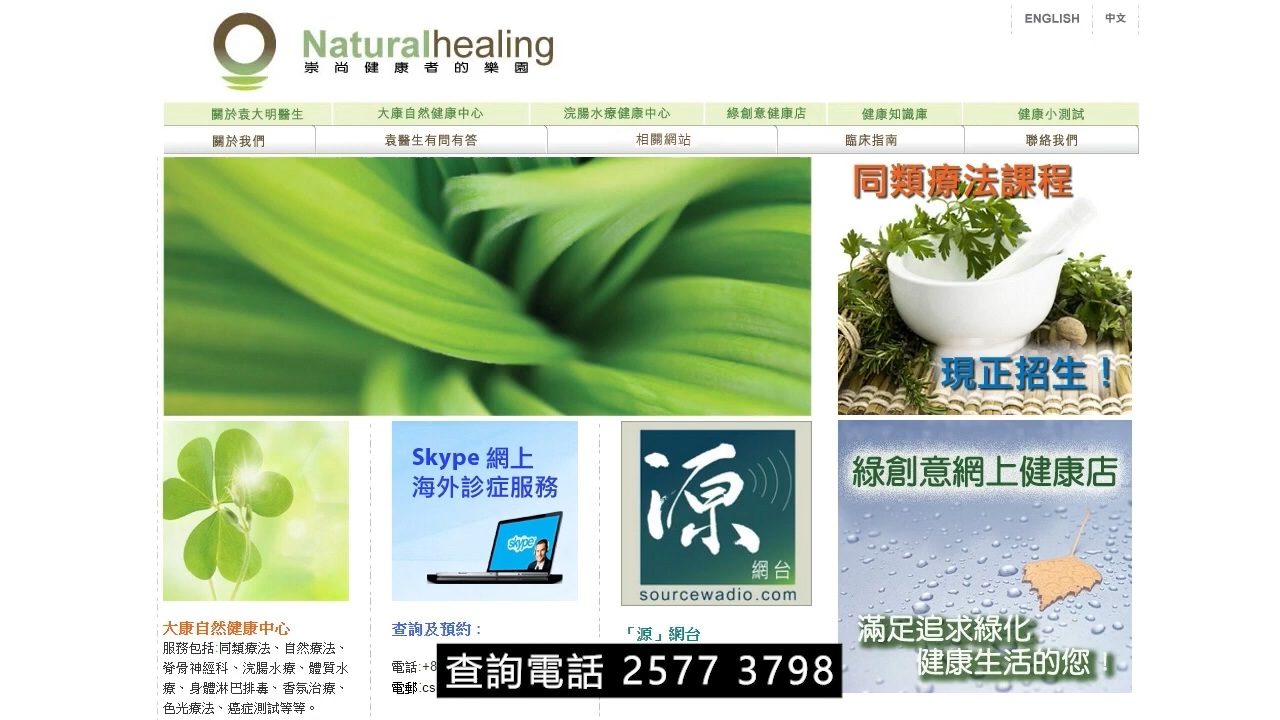 ENGLISH 中文
Naturalhealing
崇尚健康者的樂園
關於袁大明醫生 大康自然健康中心 浣腸水療健康中心 綠創意健康店 健康知識庫 健康小測試
關於我們 袁醫生有問有答 相關網站 臨床指南 聯絡我們
同類療法課程
現正招生！
Skype 網上
海外診症服務
skype
源
網台
sourcewadio.com
綠創意網上健康店
滿足追求綠化
健康生活的您！
大康自然健康中心
服務包括:同類療法、自然療法、
脊骨神經科、浣腸水療、體質水
療、身體淋巴排毒、香氛治療、
色光療法、癌症測試等等。
查詢及預約：
電話:+8
電郵:cs
「源」網台
查詢電話 2577 3798